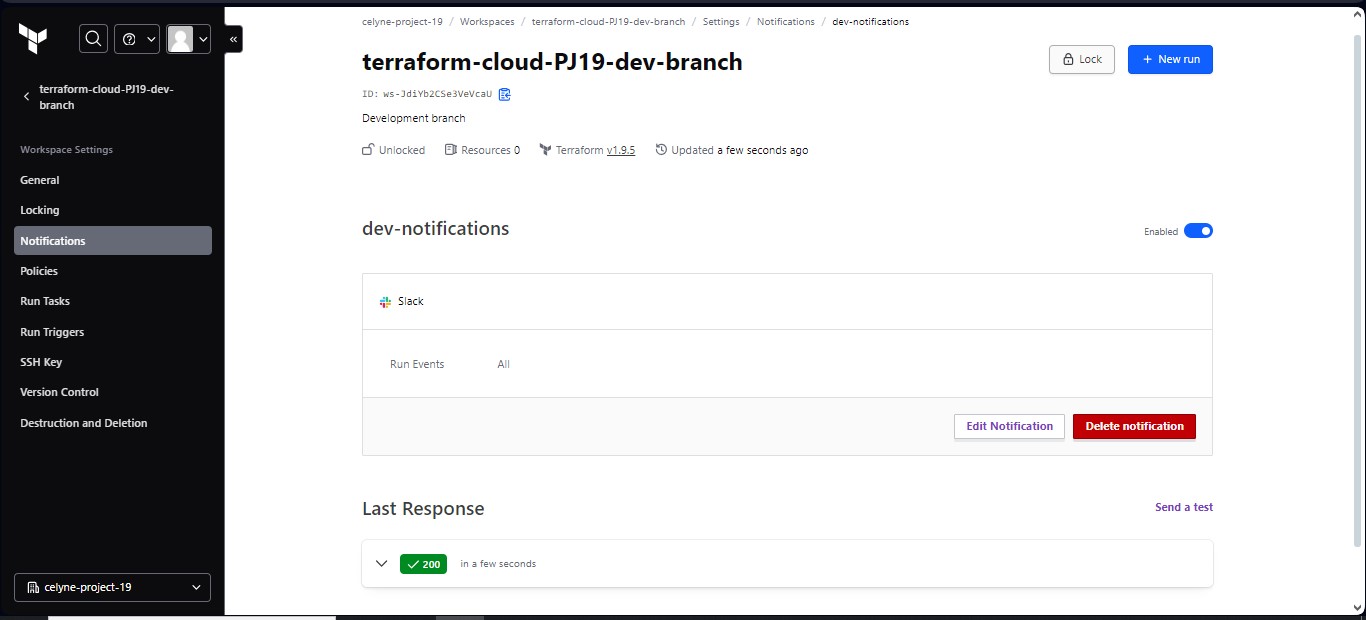 celyne-project-19 / Workspaces / terraform-cloud-PJ19-dev-branch / Settings / Notifications / dev-notifications
terraform-cloud-PJ19-dev-branch
Lock
+ New run
ID: ws-JdiYb2CSe3VeVcaU
Development branch
Unlocked
Resources 0
Terraform v1.9.5
Updated a few seconds ago
«
terraform-cloud-PJ19-dev-
branch
Workspace Settings
General
Locking
Notifications
Policies
Run Tasks
Run Triggers
SSH Key
Version Control
Destruction and Deletion
celyne-project-19
dev-notifications
Enabled
Slack
Run Events All
Edit Notification
Delete notification
Last Response
Send a test
200 in a few seconds